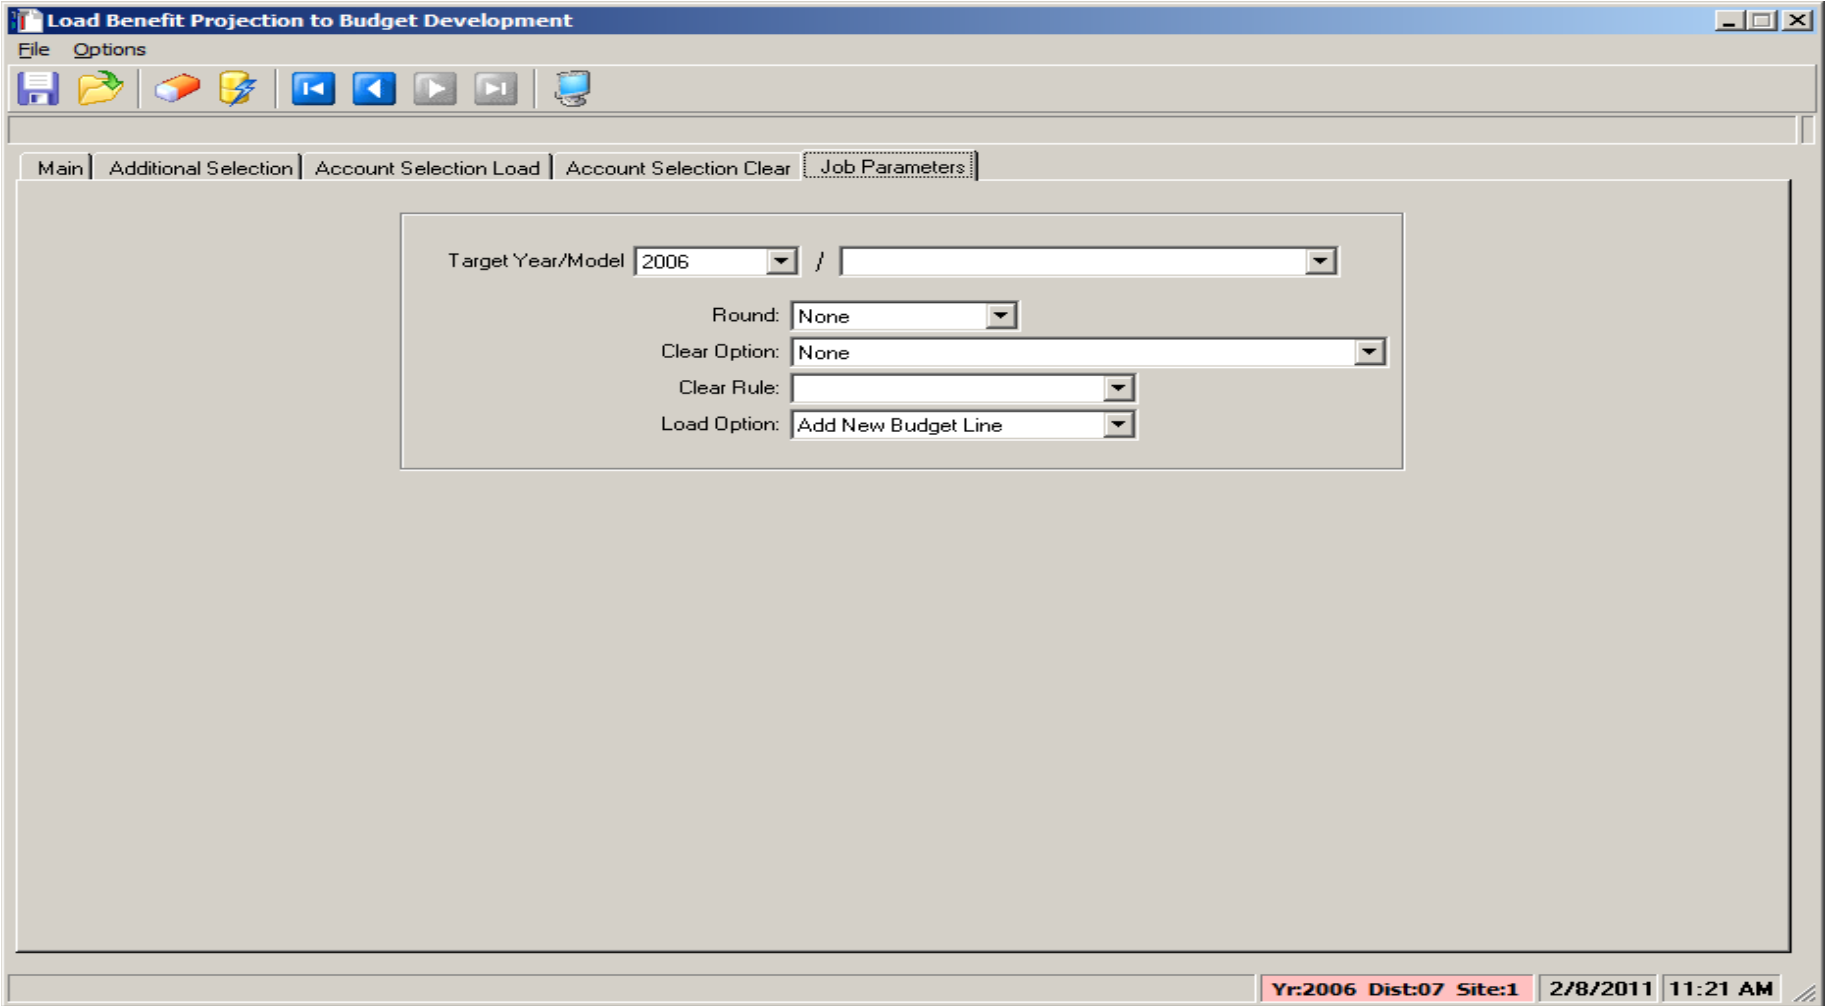 Load Benefit Projection to Budget Development
File Options
Main Additional Selection Account Selection Load Account Selection Clear Job Parameters
Target Year/Model 2006 /
Round: None
Clear Option: None
Clear Rule:
Load Option: Add New Budget Line
Yr:2006 Dist:07 Site:1 2/8/2011 11:21 AM